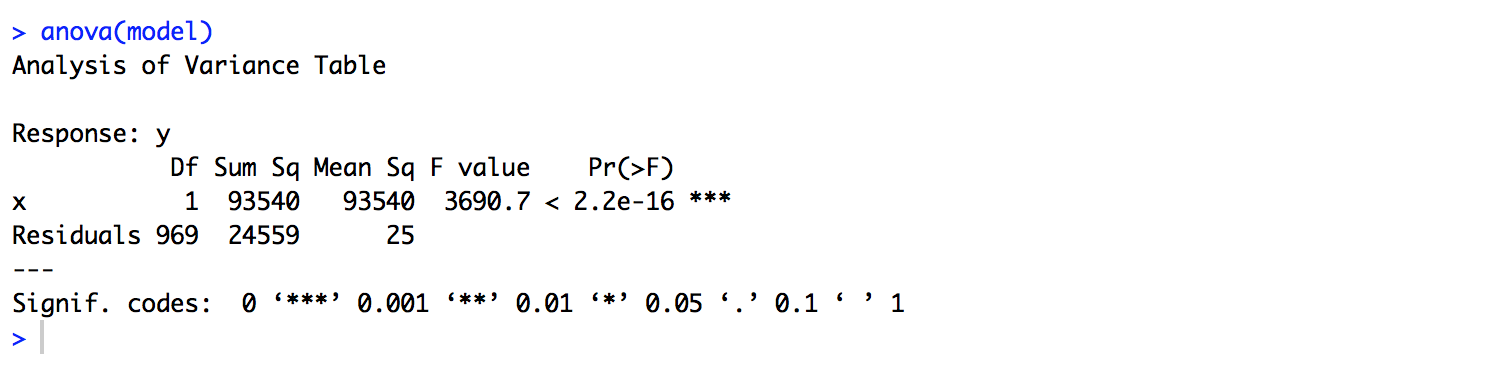 > anova(model)
Analysis of Variance Table
Response: y
           Df Sum Sq Mean Sq F value    Pr(>F)
x           1  93540   93540  3690.7 < 2.2e-16 ***
Residuals 969  24559      25
---
Signif. codes:  0 ‘***’ 0.001 ‘**’ 0.01 ‘*’ 0.05 ‘.’ 0.1 ‘ ’ 1
>